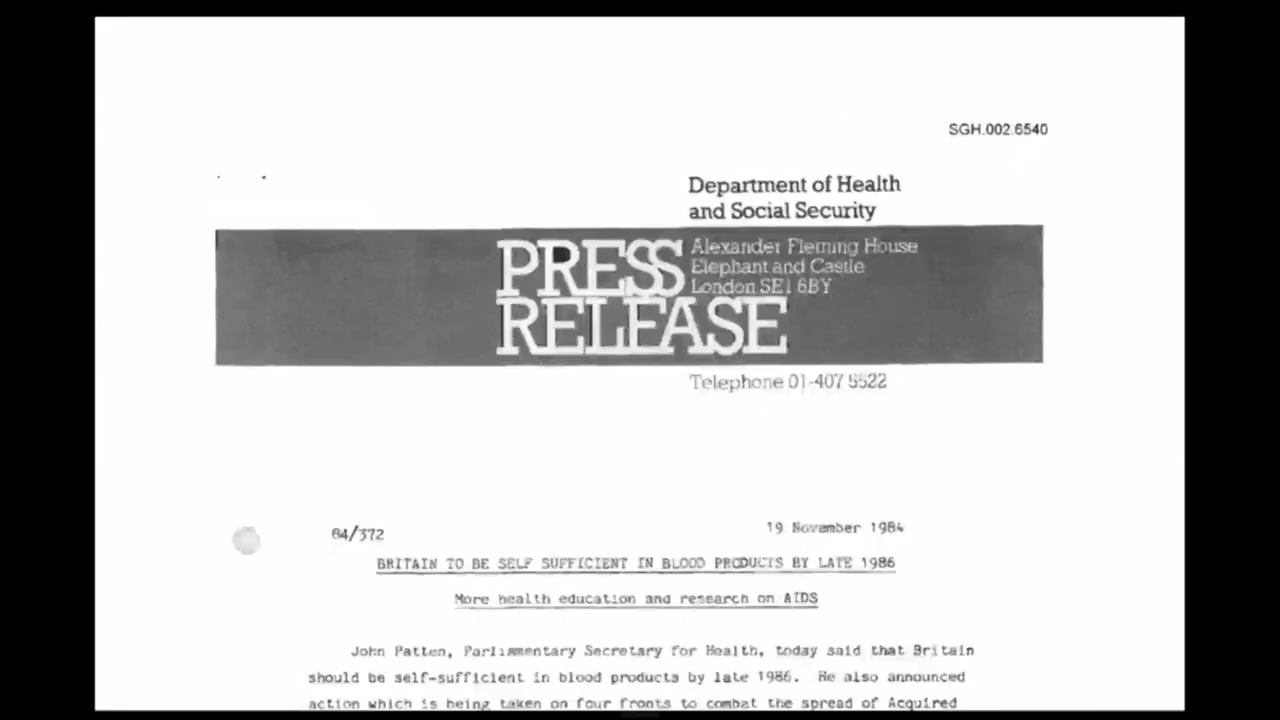 SGH.002.6540
Department of Health
and Social Security
PRESS
RELEASE
Alexander Fleming House
Elephant and Castle
London SE1 6BY
Telephone 01-407 5522
84/372
19 November 1984
BRITAIN TO BE SELF SUFFICIENT IN BLOOD PRODUCTS BY LATE 1986
More health education and research on AIDS
John Patten, Parliamentary Secretary for Health, today said that Britain
should be self-sufficient in blood products by late 1986. He also announced
action which is being taken on four fronts to combat the spread of Acquired